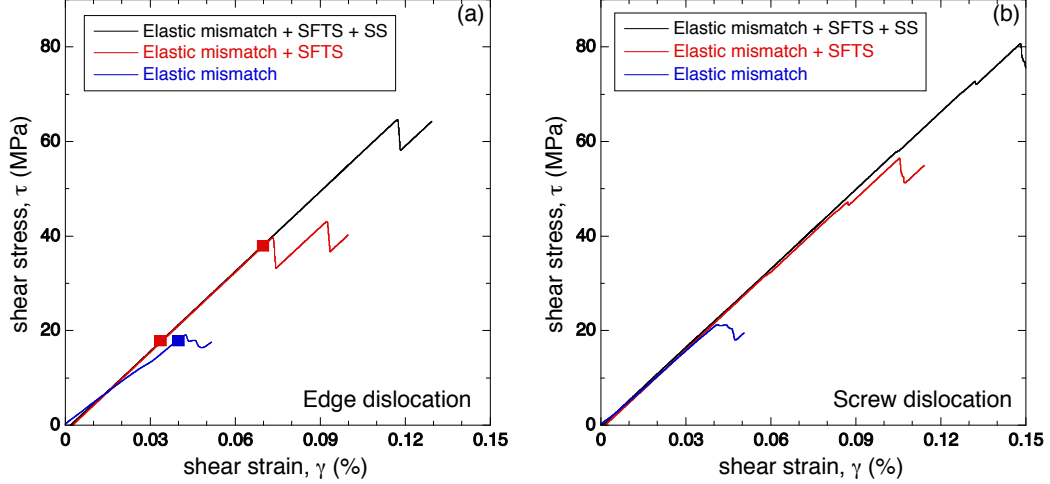 (a)
Elastic mismatch + SFTS + SS
Elastic mismatch + SFTS
Elastic mismatch
80
60
40
20
0
shear stress, τ (MPa)
Edge dislocation
0 0.03 0.06 0.09 0.12 0.15
shear strain, γ (%)
(b)
Elastic mismatch + SFTS + SS
Elastic mismatch + SFTS
Elastic mismatch
80
60
40
20
0
shear stress, τ (MPa)
Screw dislocation
0 0.03 0.06 0.09 0.12 0.15
shear strain, γ (%)